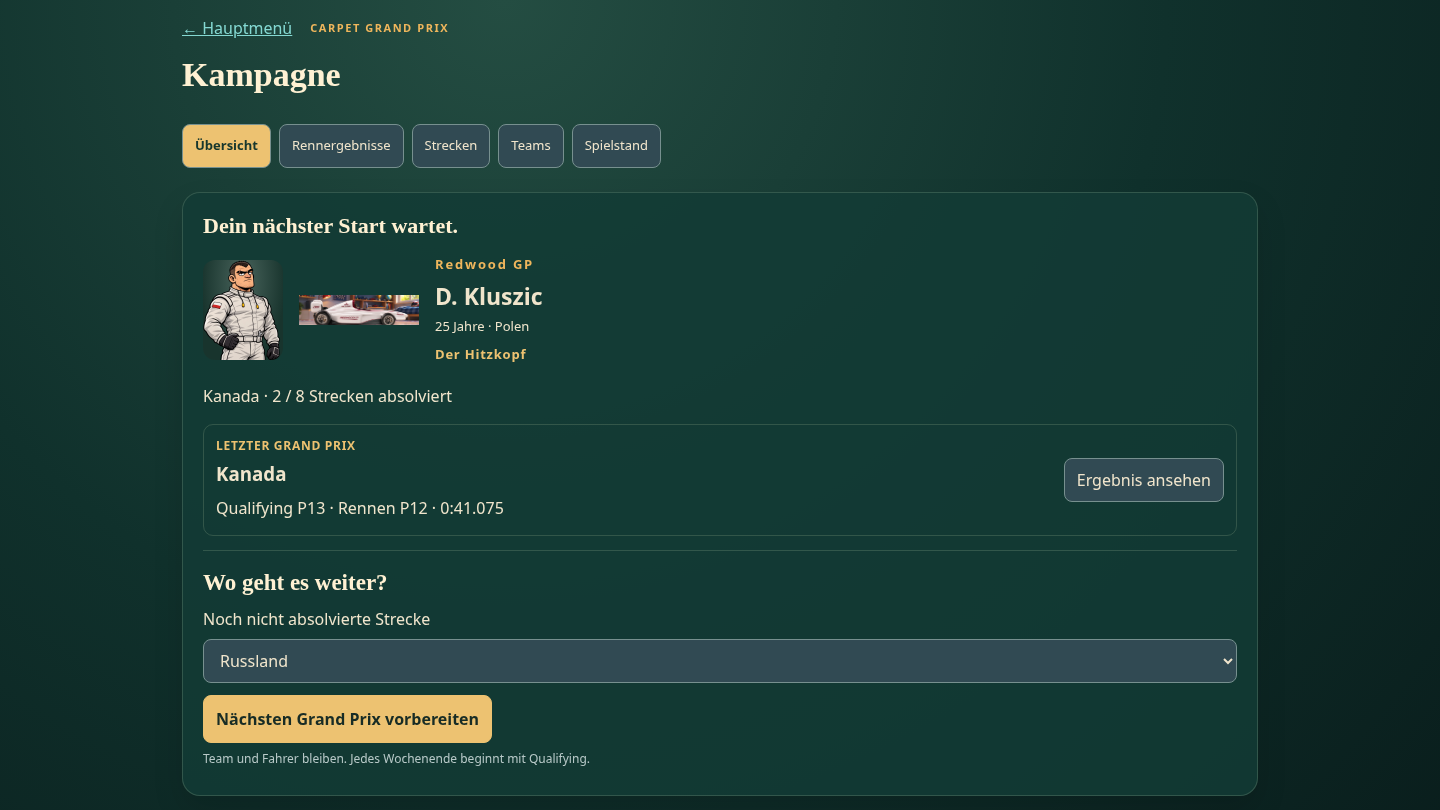 ← Hauptmenü CARPET GRAND PRIX
Kampagne
Übersicht Rennergebnisse Strecken Teams Spielstand
Dein nächster Start wartet.
Redwood GP
D. Kluszic
25 Jahre · Polen
Der Hitzkopf
Kanada · 2 / 8 Strecken absolviert
LETZTER GRAND PRIX
Kanada
Qualifying P13 · Rennen P12 · 0:41.075
Ergebnis ansehen
Wo geht es weiter?
Noch nicht absolvierte Strecke
Russland
Nächsten Grand Prix vorbereiten
Team und Fahrer bleiben. Jedes Wochenende beginnt mit Qualifying.